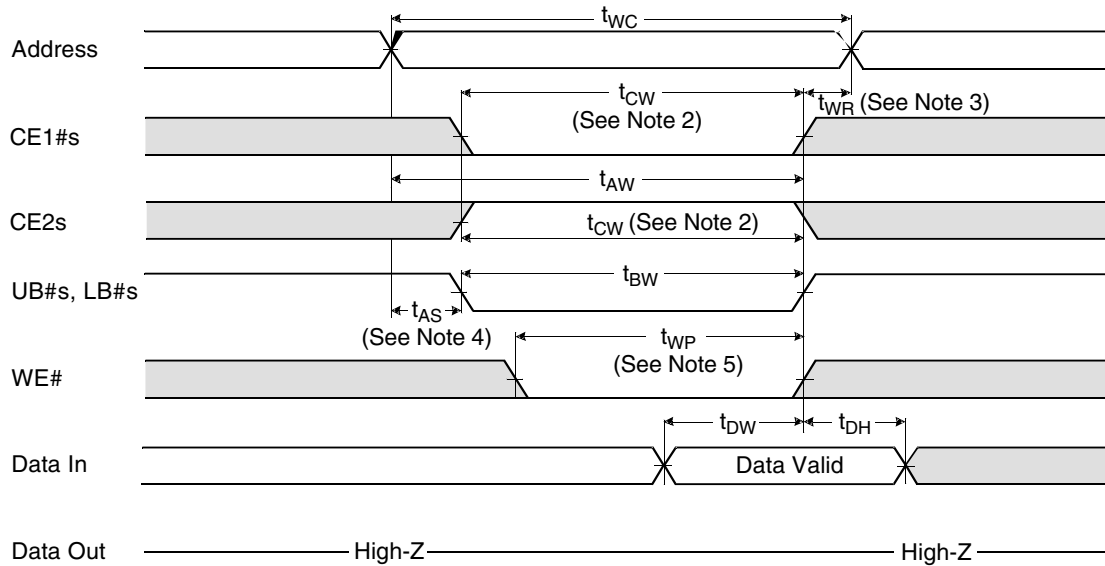 tWC
Address
tCW
(See Note 2)
tWR (See Note 3)
CE1#s
tAW
CE2s
tCW (See Note 2)
tBW
UB#s, LB#s
tAS
(See Note 4)
tWP
(See Note 5)
WE#
tDW
tDH
Data In
Data Valid
Data Out
High-Z
High-Z